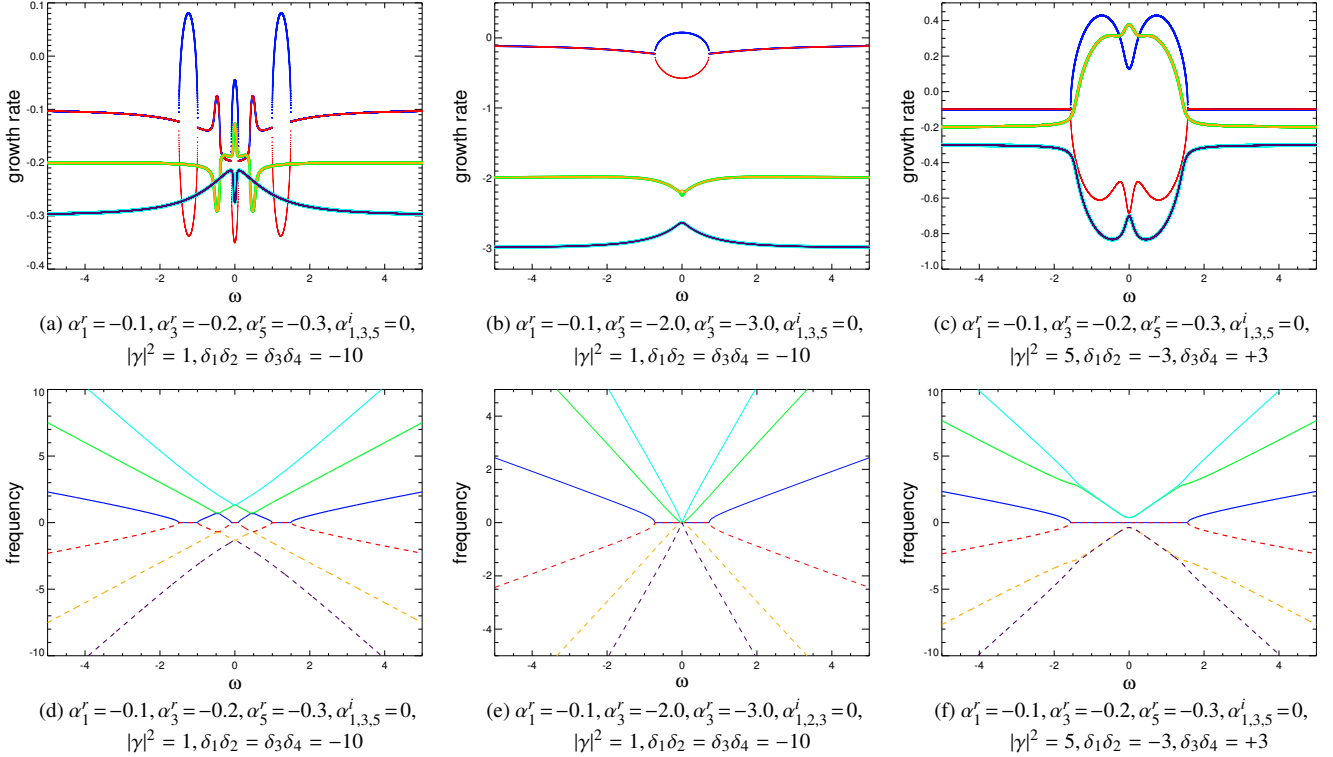 0.1
0.0
-0.1
-0.2
-0.3
-0.4
growth rate
-4 -2 0 2 4
ω
0
-1
-2
-3
growth rate
-4 -2 0 2 4
ω
0.4
0.2
0.0
-0.2
-0.4
-0.6
-0.8
-1.0
growth rate
-4 -2 0 2 4
ω
(a) α₁ʳ = −0.1, α₃ʳ = −0.2, α₅ʳ = −0.3, αⁱ₁,₃,₅ = 0,
|γ|² = 1, δ₁δ₂ = δ₃δ₄ = −10
(b) α₁ʳ = −0.1, α₃ʳ = −2.0, α₃ʳ = −3.0, αⁱ₁,₃,₅ = 0,
|γ|² = 1, δ₁δ₂ = δ₃δ₄ = −10
(c) α₁ʳ = −0.1, α₃ʳ = −0.2, α₅ʳ = −0.3, αⁱ₁,₃,₅ = 0,
|γ|² = 5, δ₁δ₂ = −3, δ₃δ₄ = +3
10
5
0
-5
-10
frequency
-4 -2 0 2 4
ω
4
2
0
-2
-4
frequency
-4 -2 0 2 4
ω
10
5
0
-5
-10
frequency
-4 -2 0 2 4
ω
(d) α₁ʳ = −0.1, α₃ʳ = −0.2, α₅ʳ = −0.3, αⁱ₁,₃,₅ = 0,
|γ|² = 1, δ₁δ₂ = δ₃δ₄ = −10
(e) α₁ʳ = −0.1, α₃ʳ = −2.0, α₃ʳ = −3.0, αⁱ₁,₂,₃ = 0,
|γ|² = 1, δ₁δ₂ = δ₃δ₄ = −10
(f) α₁ʳ = −0.1, α₃ʳ = −0.2, α₅ʳ = −0.3, αⁱ₁,₃,₅ = 0,
|γ|² = 5, δ₁δ₂ = −3, δ₃δ₄ = +3